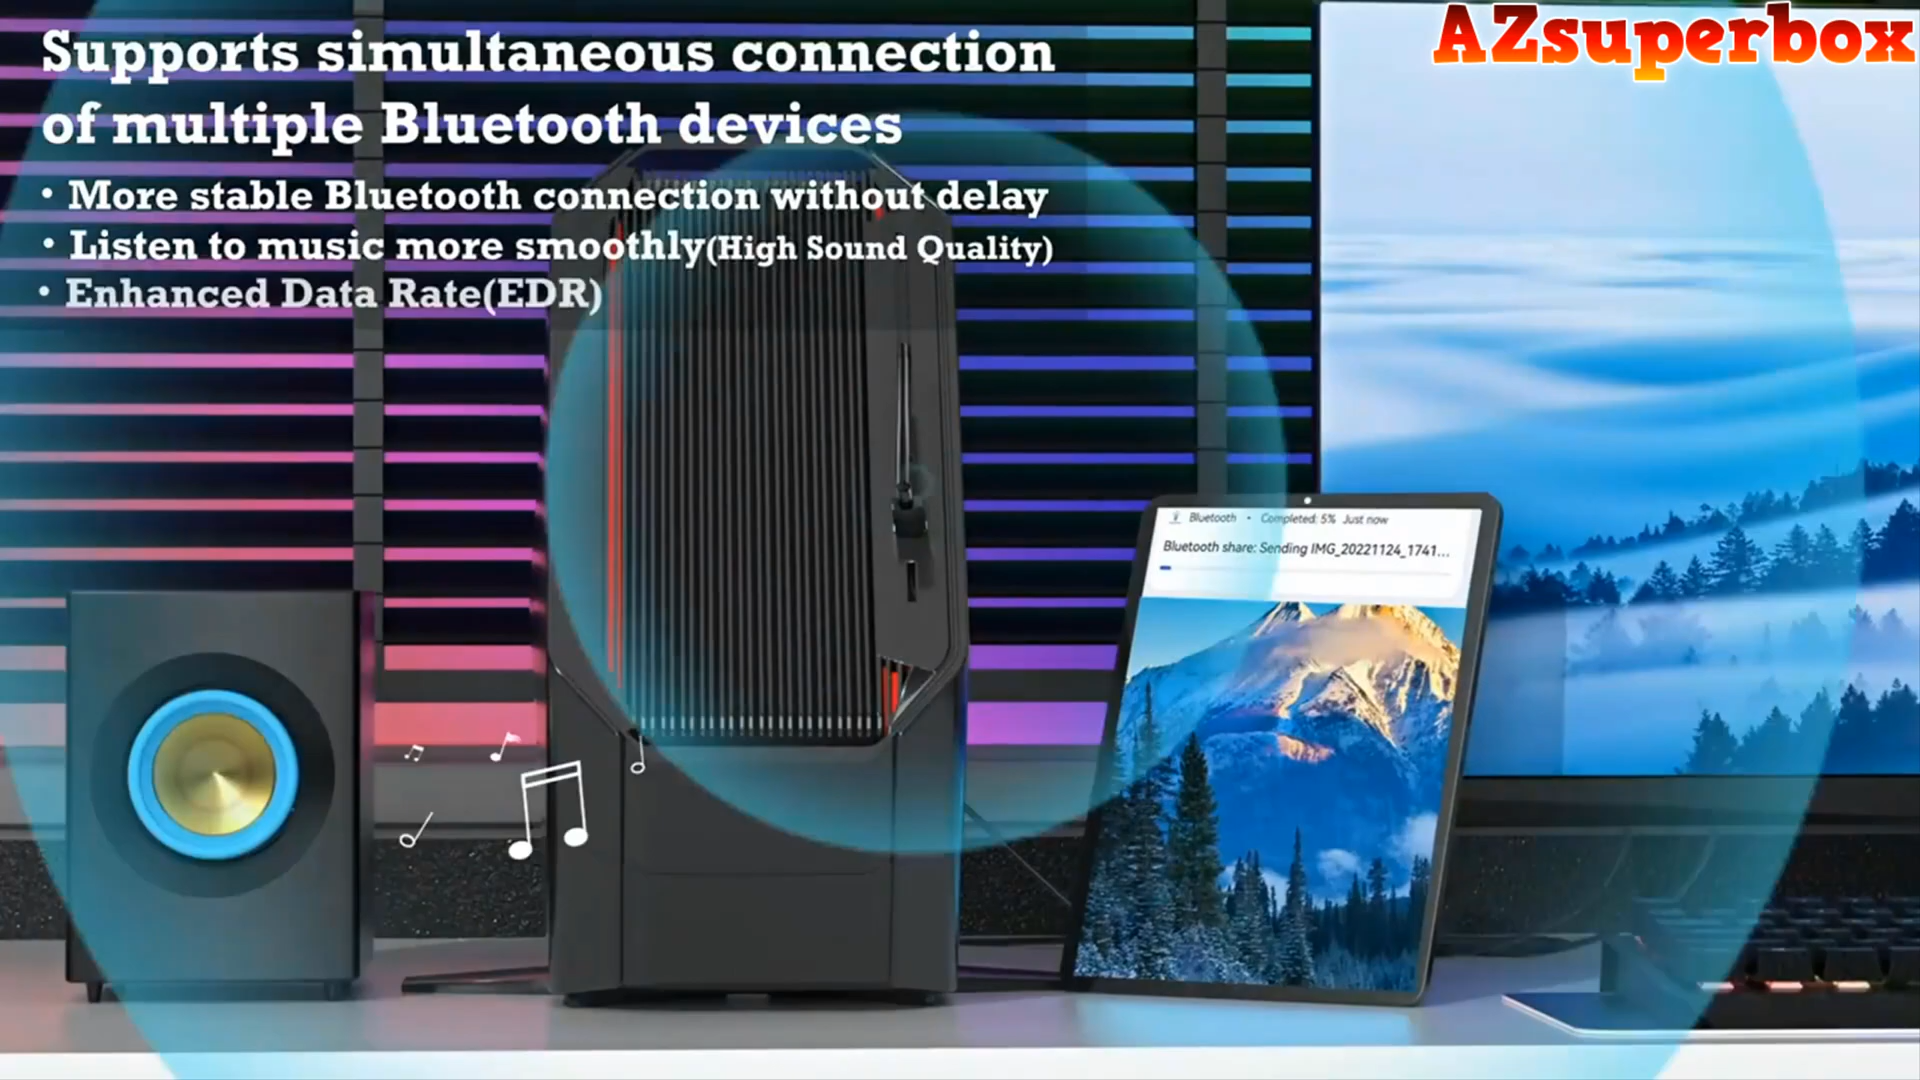 AZsuperbox
Supports simultaneous connection
of multiple Bluetooth devices
• More stable Bluetooth connection without delay
• Listen to music more smoothly(High Sound Quality)
• Enhanced Data Rate(EDR)
Bluetooth • Completed: 5% Just now
Bluetooth share: Sending IMG_20221124_1741...